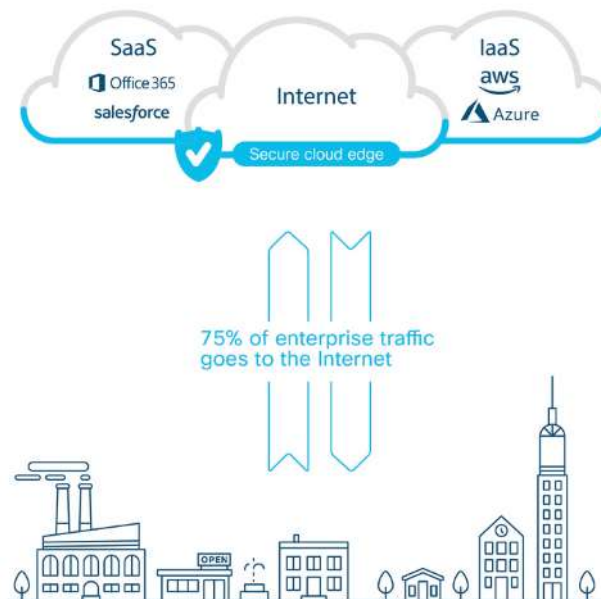 SaaS
Office 365
salesforce
Internet
IaaS
aws
Azure
Secure cloud edge
75% of enterprise traffic
goes to the Internet
OPEN